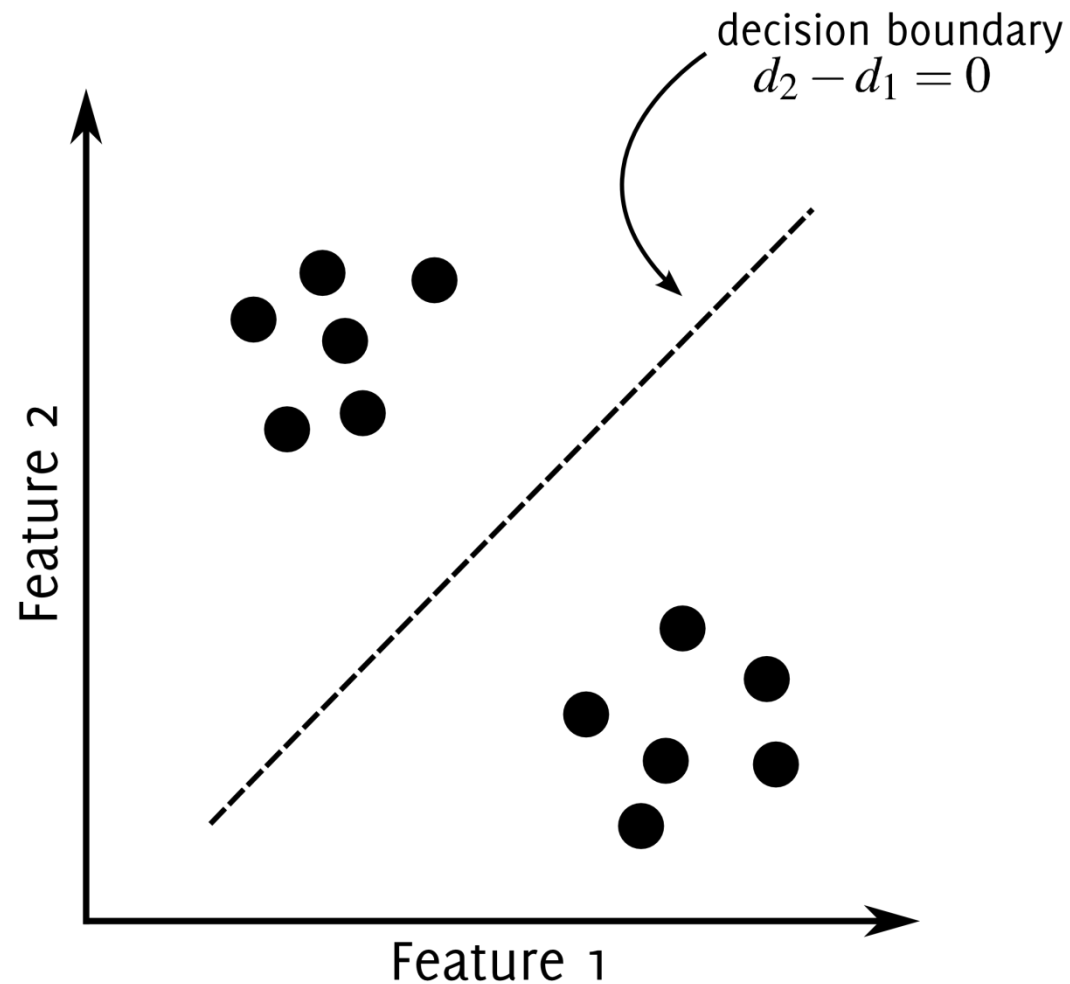 decision boundary
d₂ − d₁ = 0
Feature 2
Feature 1